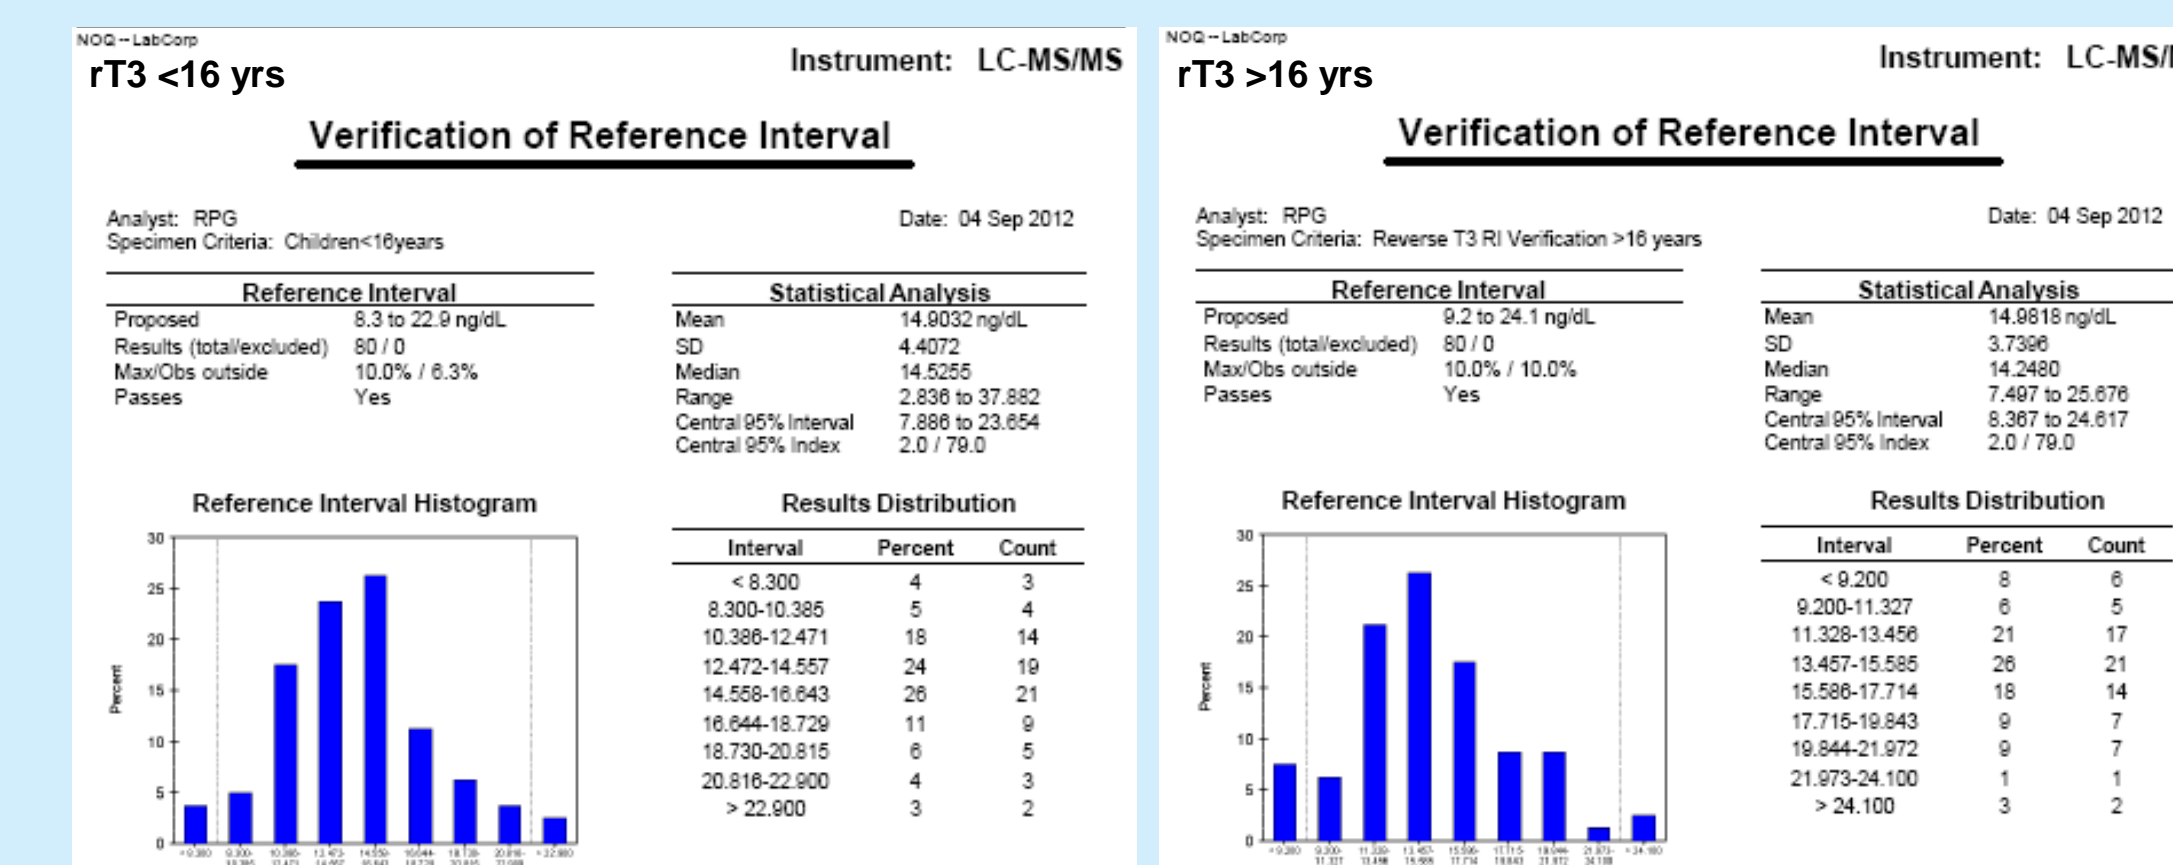 NOQ -- LabCorp
rT3 <16 yrs
Instrument: LC-MS/MS
Verification of Reference Interval
Analyst: RPG
Date: 04 Sep 2012
Specimen Criteria: Children<16years
Reference Interval
Proposed 8.3 to 22.9 ng/dL
Results (total/excluded) 80 / 0
Max/Obs outside 10.0% / 6.3%
Passes Yes
Statistical Analysis
Mean 14.9032 ng/dL
SD 4.4072
Median 14.5255
Range 2.836 to 37.882
Central 95% Interval 7.886 to 23.654
Central 95% Index 2.0 / 79.0
Reference Interval Histogram
Percent
30
25
20
15
10
5
0
Results Distribution
Interval Percent Count
< 8.300 4 3
8.300-10.385 5 4
10.386-12.471 18 14
12.472-14.557 24 19
14.558-16.643 26 21
16.644-18.729 11 9
18.730-20.815 6 5
20.816-22.900 4 3
> 22.900 3 2
NOQ -- LabCorp
rT3 >16 yrs
Instrument: LC-MS/
Verification of Reference Interval
Analyst: RPG
Date: 04 Sep 2012
Specimen Criteria: Reverse T3 RI Verification >16 years
Reference Interval
Proposed 9.2 to 24.1 ng/dL
Results (total/excluded) 80 / 0
Max/Obs outside 10.0% / 10.0%
Passes Yes
Statistical Analysis
Mean 14.9818 ng/dL
SD 3.7396
Median 14.2480
Range 7.497 to 25.676
Central 95% Interval 8.367 to 24.617
Central 95% Index 2.0 / 79.0
Reference Interval Histogram
Percent
30
25
20
15
10
5
0
Results Distribution
Interval Percent Count
< 9.200 8 6
9.200-11.327 6 5
11.328-13.456 21 17
13.457-15.585 26 21
15.586-17.714 18 14
17.715-19.843 9 7
19.844-21.972 9 7
21.973-24.100 1 1
> 24.100 3 2